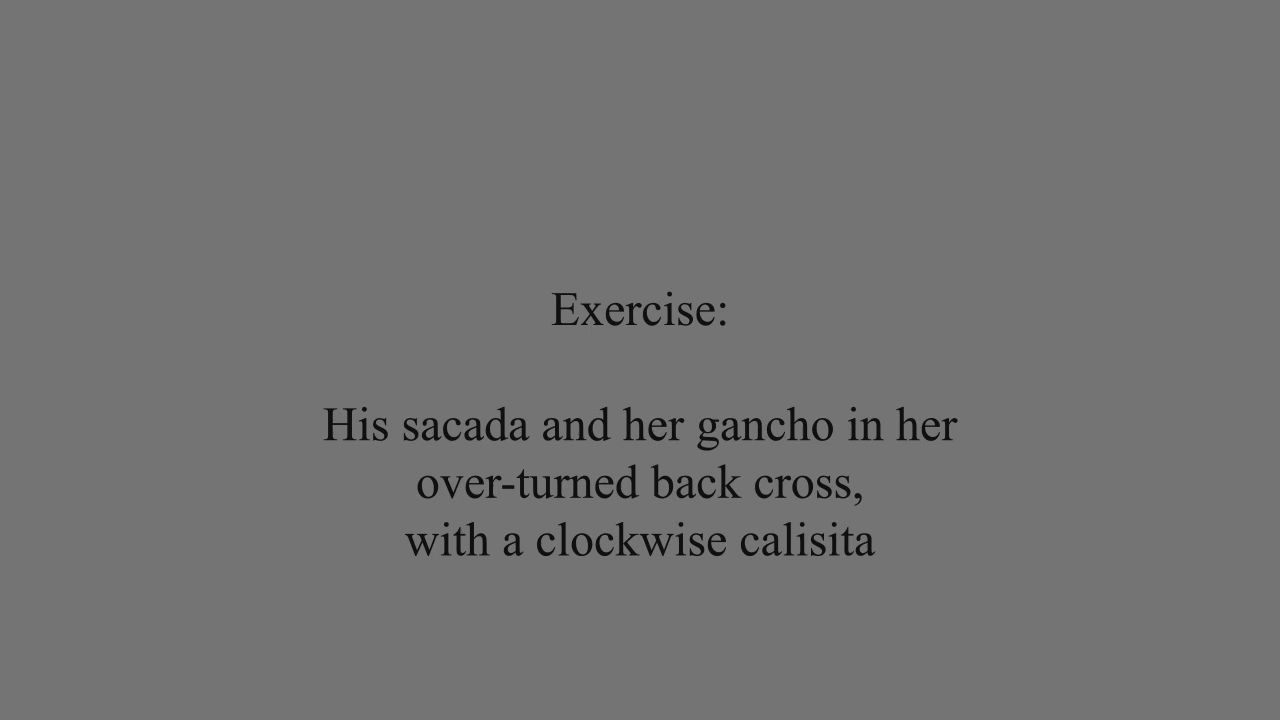 Exercise:
His sacada and her gancho in her
over-turned back cross,
with a clockwise calisita